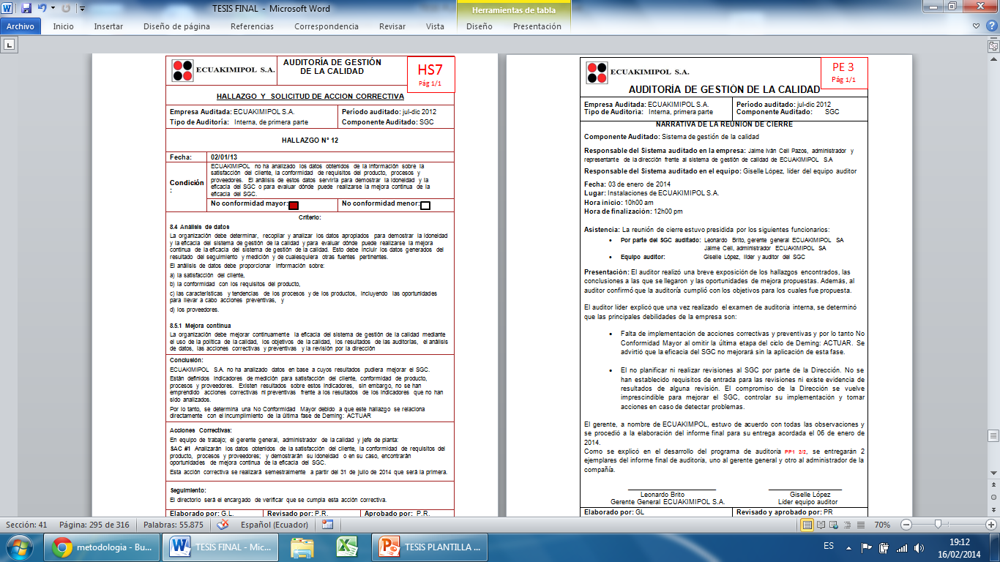 TESIS FINAL - Microsoft Word
Herramientas de tabla
Archivo Inicio Insertar Diseño de página Referencias Correspondencia Revisar Vista Diseño Presentación
ECUAKIMIPOL S.A.
AUDITORÍA DE GESTIÓN
DE LA CALIDAD
HS7
Pág 1/1
HALLAZGO Y SOLICITUD DE ACCION CORRECTIVA
Empresa Auditada: ECUAKIMIPOL S.A.
Tipo de Auditoría: Interna, de primera parte
Período auditado: jul-dic 2012
Componente Auditado: SGC
HALLAZGO N° 12
Fecha: 02/01/13
Condición
:
ECUAKIMIPOL no ha analizado los datos obtenidos de la información sobre la
satisfacción del cliente, la conformidad de requisitos del producto, procesos y
proveedores. El análisis de estos datos serviría para demostrar la idoneidad y la
eficacia del SGC o para evaluar dónde puede realizarse la mejora continua de la
eficacia del SGC.
No conformidad mayor: No conformidad menor:
Criterio:
8.4 Análisis de datos
La organización debe determinar, recopilar y analizar los datos apropiados para demostrar la idoneidad
y la eficacia del sistema de gestión de la calidad y para evaluar dónde puede realizarse la mejora
continua de la eficacia del sistema de gestión de la calidad. Esto debe incluir los datos generados del
resultado del seguimiento y medición y de cualesquiera otras fuentes pertinentes.
El análisis de datos debe proporcionar información sobre:
a) la satisfacción del cliente,
b) la conformidad con los requisitos del producto,
c) las características y tendencias de los procesos y de los productos, incluyendo las oportunidades
para llevar a cabo acciones preventivas, y
d) los proveedores.
8.5.1 Mejora continua
La organización debe mejorar continuamente la eficacia del sistema de gestión de la calidad mediante
el uso de la política de la calidad, los objetivos de la calidad, los resultados de las auditorías, el análisis
de datos, las acciones correctivas y preventivas y la revisión por la dirección
Conclusión:
ECUAKIMIPOL S.A. no ha analizado datos en base a cuyos resultados pudiera mejorar el SGC.
Están definidos indicadores de medición para satisfacción del cliente, conformidad de producto,
procesos y proveedores. Existen resultados sobre estos indicadores, sin embargo, no se han
emprendido acciones correctivas ni preventivas frente a los resultados de los indicadores que no han
sido analizados.
Por lo tanto, se determina una No Conformidad Mayor debido a que este hallazgo se relaciona
directamente con el incumplimiento de la última fase de Deming: ACTUAR
Acciones Correctivas:
En equipo de trabajo; el gerente general, administrador de la calidad y jefe de planta:
SAC #1 Analizarán los datos obtenidos de la satisfacción del cliente, la conformidad de requisitos del
producto, procesos y proveedores; y demostrarán su idoneidad o en su caso, encontrarán
oportunidades de mejora continua de la eficacia del SGC.
Esta acción correctiva se realizará semestralmente a partir del 31 de julio de 2014 que será la primera.
Seguimiento:
El directorio será el encargado de verificar que se cumpla esta acción correctiva.
Elaborado por: G.L. Revisado por: P.R. Aprobado por: P.R.
ECUAKIMIPOL S.A.
PE 3
Pág 1/1
AUDITORÍA DE GESTIÓN DE LA CALIDAD
Empresa Auditada: ECUAKIMIPOL S.A.
Tipo de Auditoría: Interna, primera parte
Período auditado: jul-dic 2012
Componente Auditado: SGC
NARRATIVA DE LA REUNIÓN DE CIERRE
Componente Auditado: Sistema de gestión de la calidad
Responsable del Sistema auditado en la empresa: Jaime Iván Celi Pazos, administrador y
representante de la dirección frente al sistema de gestión de calidad de ECUAKIMIPOL S.A
Responsable del Sistema auditado en el equipo: Giselle López, líder del equipo auditor
Fecha: 03 de enero de 2014
Lugar: Instalaciones de ECUAKIMIPOL S.A.
Hora inicio: 10h00 am
Hora de finalización: 12h00 pm
Asistencia: La reunión de cierre estuvo presidida por los siguientes funcionarios:
• Por parte del SGC auditado: Leonardo Brito, gerente general ECUAKIMIPOL SA
Jaime Celi, administrador ECUAKIMIPOL SA
• Equipo auditor: Giselle López, líder y auditor del SGC
Presentación: El auditor realizó una breve exposición de los hallazgos encontrados, las
conclusiones a las que se llegaron y las oportunidades de mejora propuestas. Además, al
auditor confirmó que la auditoría cumplió con los objetivos para los cuales fue propuesta.
El auditor líder explicó que una vez realizado el examen de auditoría interna, se determinó
que las principales debilidades de la empresa son:
• Falta de implementación de acciones correctivas y preventivas y por lo tanto No
Conformidad Mayor al omitir la última etapa del ciclo de Deming: ACTUAR. Se
advirtió que la eficacia del SGC no mejorará sin la aplicación de esta fase.
• El no planificar ni realizar revisiones al SGC por parte de la Dirección. No se
han establecido requisitos de entrada para las revisiones ni existe evidencia de
resultados de alguna revisión. El compromiso de la Dirección se vuelve
imprescindible para mejorar el SGC, controlar su implementación y tomar
acciones en caso de detectar problemas.
El gerente, a nombre de ECUAKIMPOL, estuvo de acuerdo con todas las observaciones y
se procedió a la elaboración del informe final para su entrega acordada el 06 de enero de
2014.
Como se explicó en el desarrollo del programa de auditoría PP1 2/2, se entregarán 2
ejemplares del informe final de auditoría, uno al gerente general y otro al administrador de la
compañía.
Leonardo Brito
Gerente General ECUAKIMIPOL S.A.
Giselle López
Líder equipo auditor
Elaborado por: GL Revisado y aprobado por: PR
Sección: 41 Página: 295 de 316 Palabras: 55.875 Español (Ecuador) 70%
metodologia - Bu... TESIS FINAL - Mic... TESIS PLANTILLA ... ES 19:12
16/02/2014